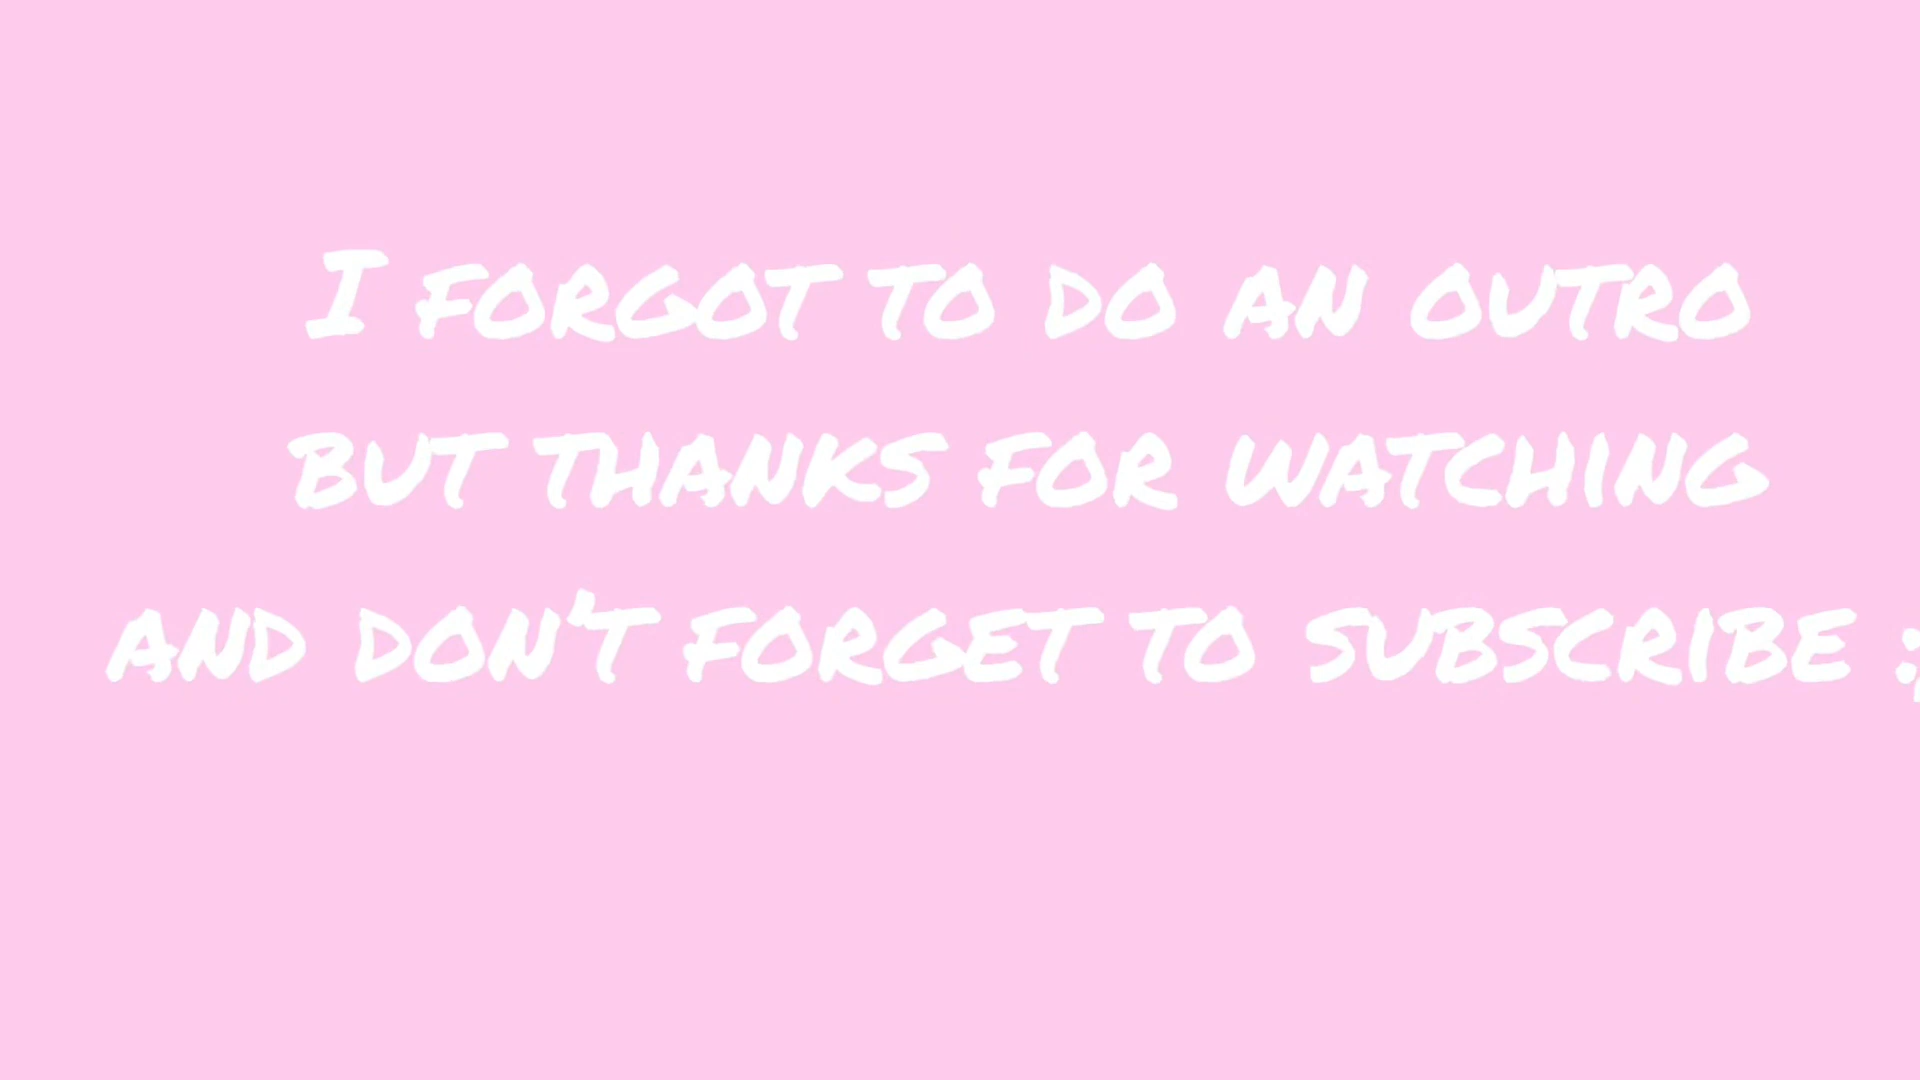 I forgot to do an outro
but thanks for watching
and don't forget to subscribe ;